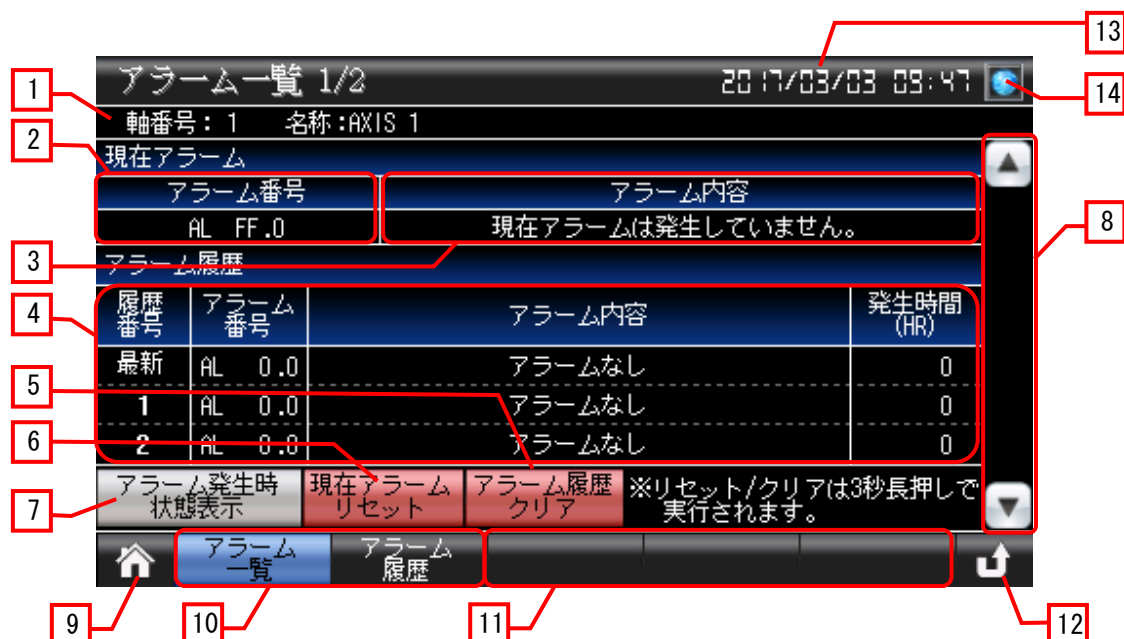 13
アラーム一覧 1/2
2017/03/03 09:47
1
14
軸番号: 1 名称:AXIS 1
2
現在アラーム
アラーム番号 アラーム内容
AL FF.0 現在アラームは発生していません。
8
3
アラーム履歴
履歴番号 アラーム番号 アラーム内容 発生時間(HR)
4
最新 AL 0.0 アラームなし 0
5
1 AL 0.0 アラームなし 0
6
2 AL 0.0 アラームなし 0
7
アラーム発生時
状態表示
現在アラーム
リセット
アラーム履歴
クリア
※リセット/クリアは3秒長押しで
実行されます。
アラーム
一覧
アラーム
履歴
9
10
11
12